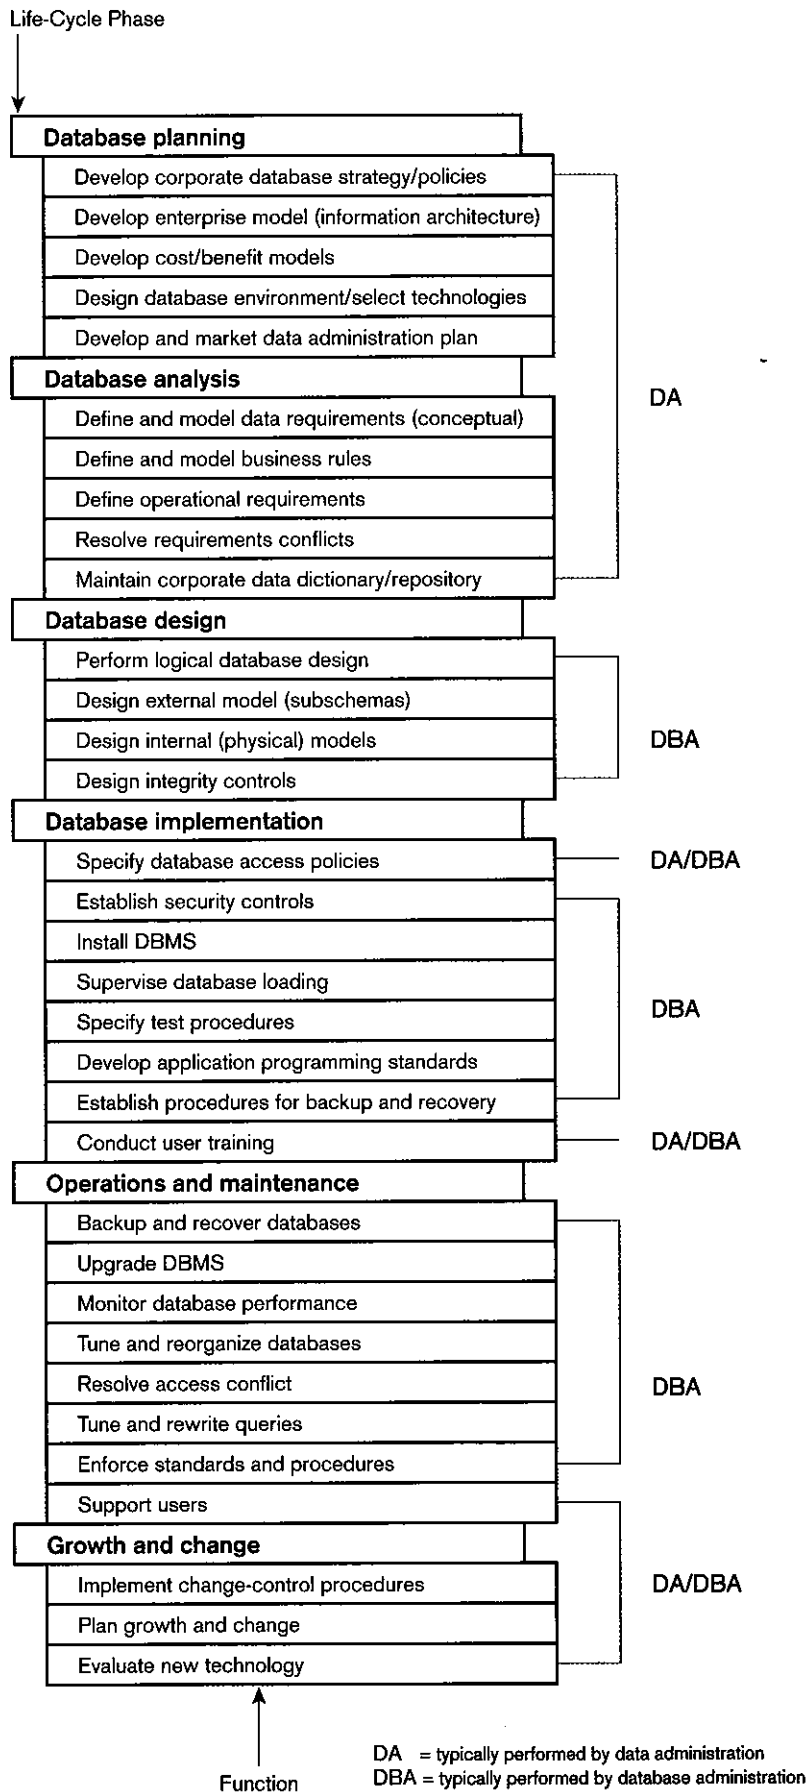 Life-Cycle Phase
Database planning
Develop corporate database strategy/policies
Develop enterprise model (information architecture)
Develop cost/benefit models
Design database environment/select technologies
Develop and market data administration plan
Database analysis
DA
Define and model data requirements (conceptual)
Define and model business rules
Define operational requirements
Resolve requirements conflicts
Maintain corporate data dictionary/repository
Database design
Perform logical database design
Design external model (subschemas)
Design internal (physical) models
DBA
Design integrity controls
Database implementation
Specify database access policies
DA/DBA
Establish security controls
Install DBMS
Supervise database loading
Specify test procedures
DBA
Develop application programming standards
Establish procedures for backup and recovery
Conduct user training
DA/DBA
Operations and maintenance
Backup and recover databases
Upgrade DBMS
Monitor database performance
Tune and reorganize databases
Resolve access conflict
DBA
Tune and rewrite queries
Enforce standards and procedures
Support users
Growth and change
Implement change-control procedures
DA/DBA
Plan growth and change
Evaluate new technology
Function
DA = typically performed by data administration
DBA = typically performed by database administration